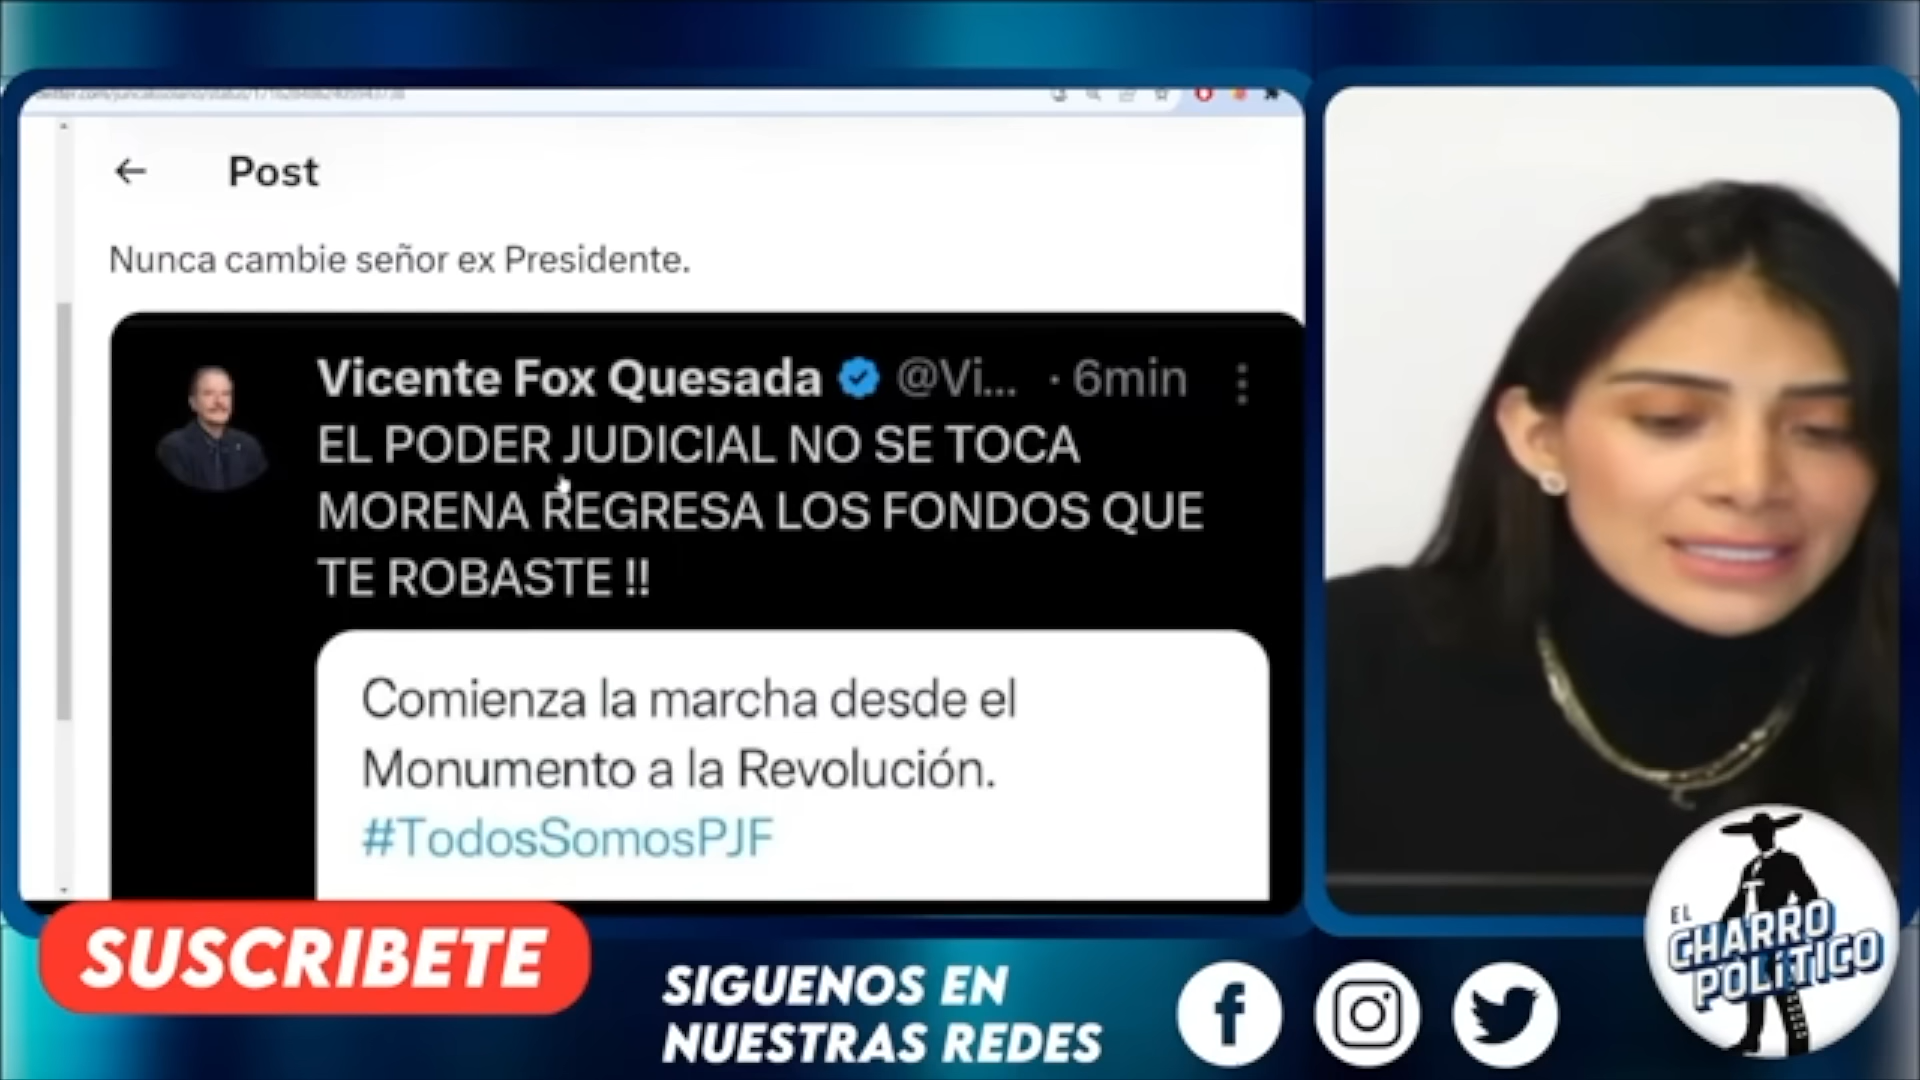 Post
Nunca cambie señor ex Presidente.
Vicente Fox Quesada @Vi... · 6min
EL PODER JUDICIAL NO SE TOCA
MORENA REGRESA LOS FONDOS QUE
TE ROBASTE !!
Comienza la marcha desde el
Monumento a la Revolución.
#TodosSomosPJF
SUSCRIBETE
SIGUENOS EN
NUESTRAS REDES
EL
CHARRO
POLÍTICO